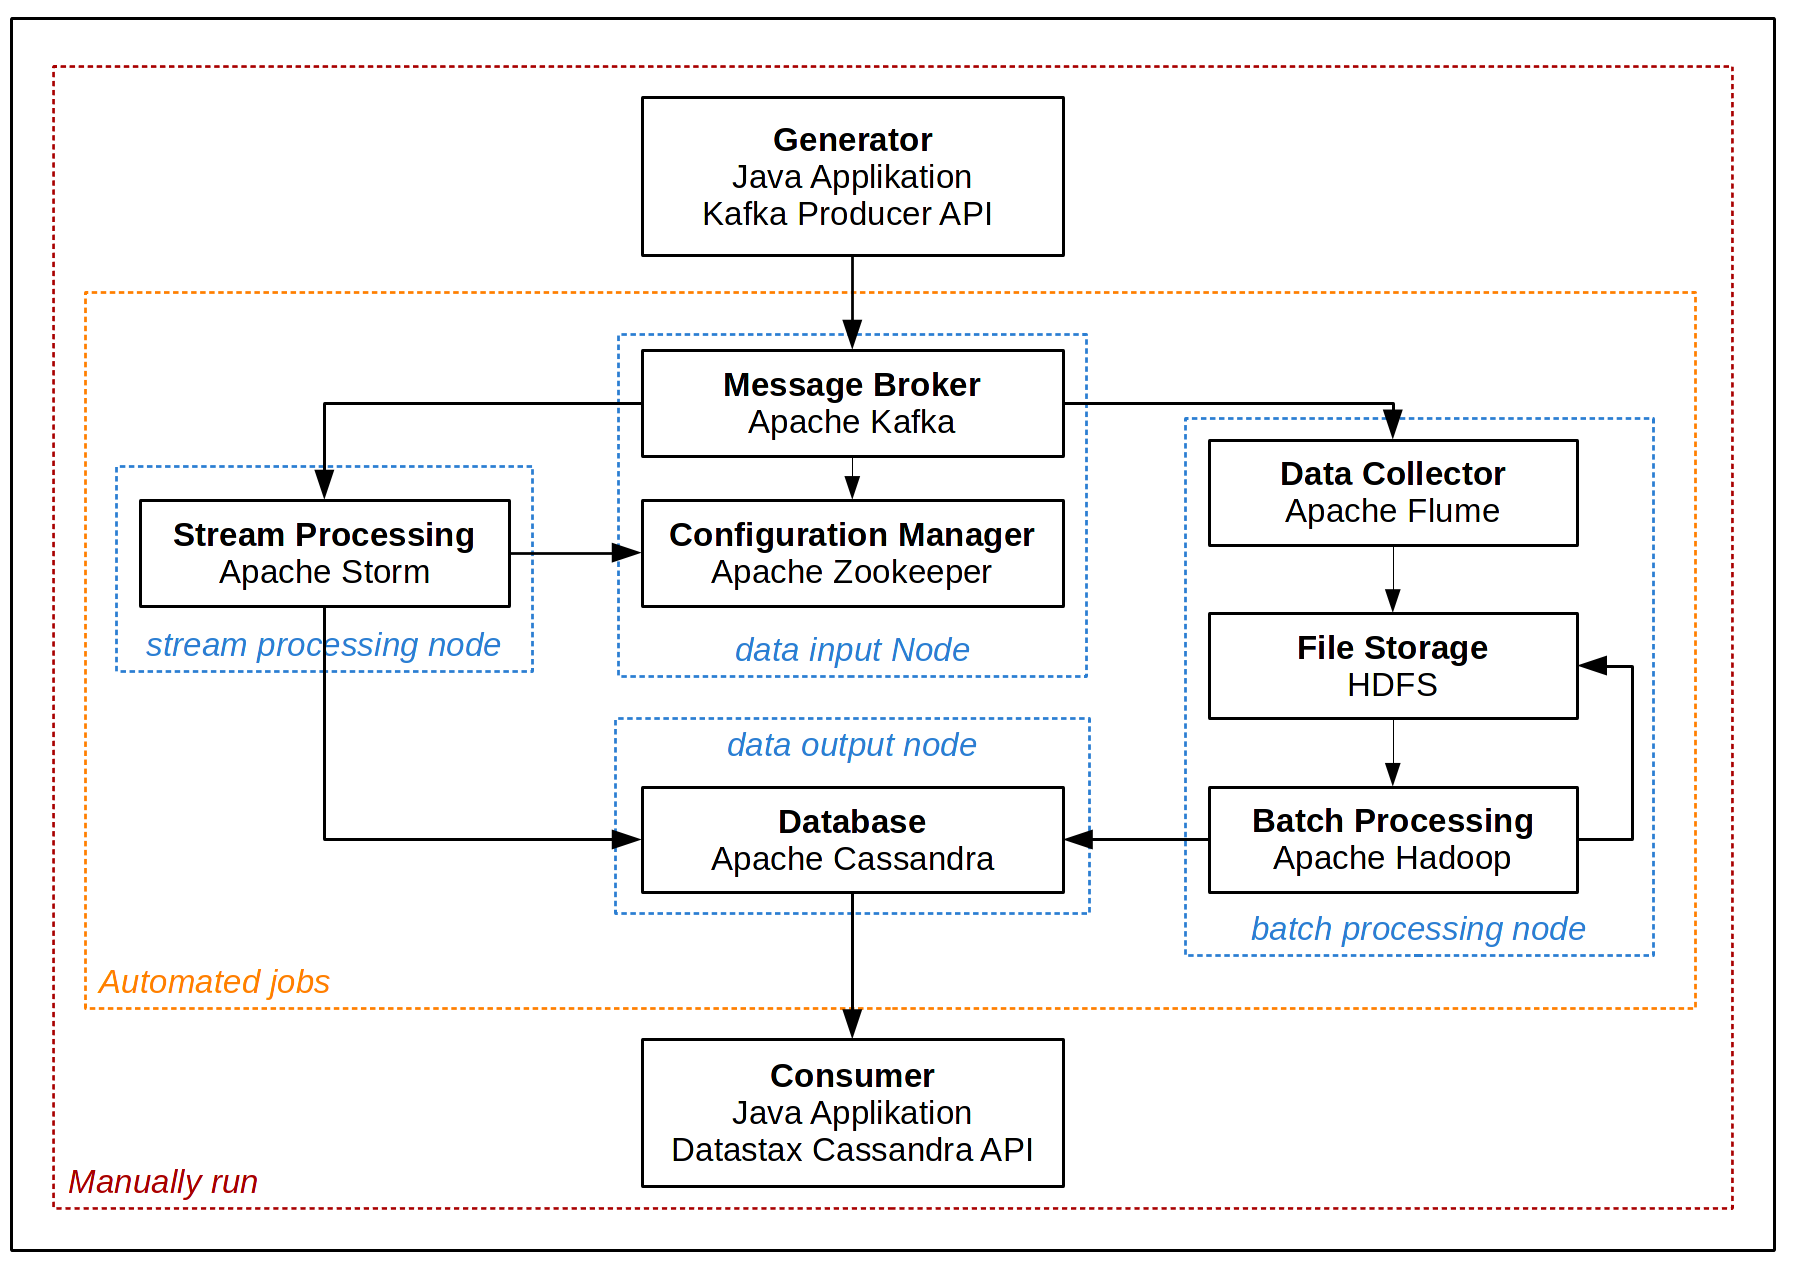 Generator
Java Applikation
Kafka Producer API
Message Broker
Apache Kafka
Data Collector
Apache Flume
Stream Processing
Apache Storm
stream processing node
Configuration Manager
Apache Zookeeper
data input Node
File Storage
HDFS
data output node
Database
Apache Cassandra
Batch Processing
Apache Hadoop
batch processing node
Automated jobs
Consumer
Java Applikation
Datastax Cassandra API
Manually run